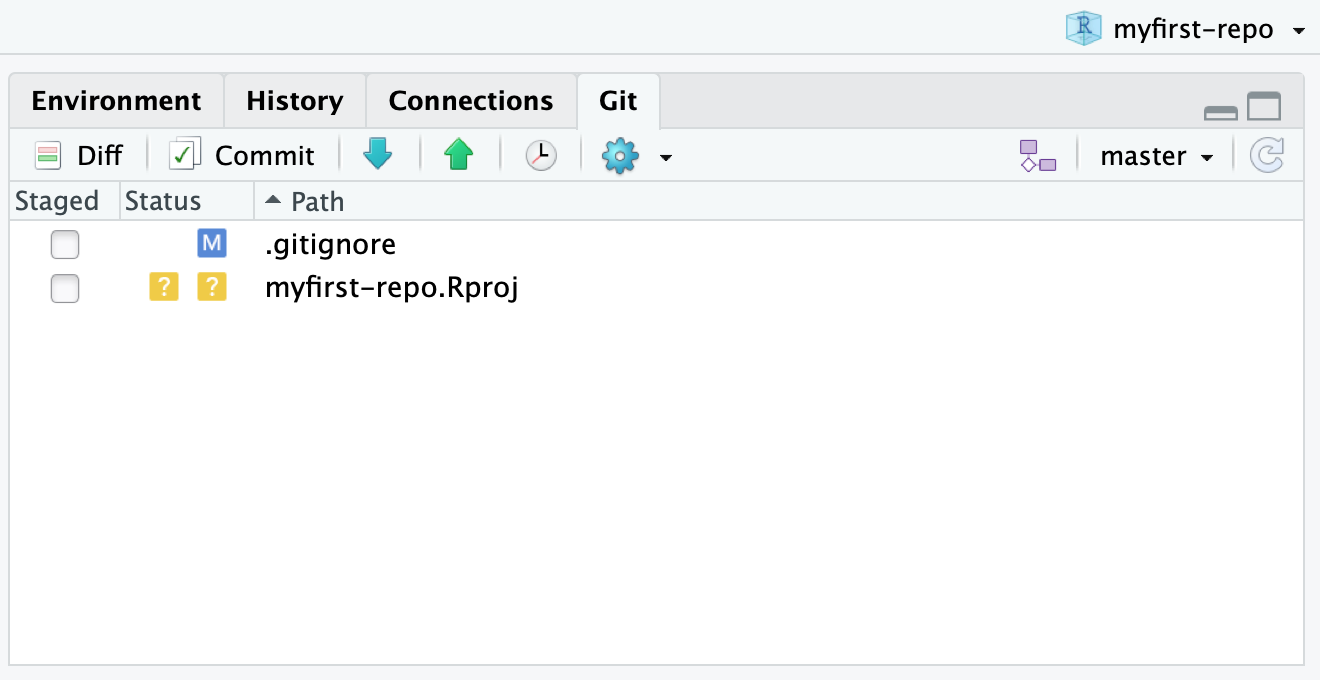 myfirst-repo
Environment History Connections Git
Diff Commit master
Staged Status Path
M .gitignore
? ? myfirst-repo.Rproj